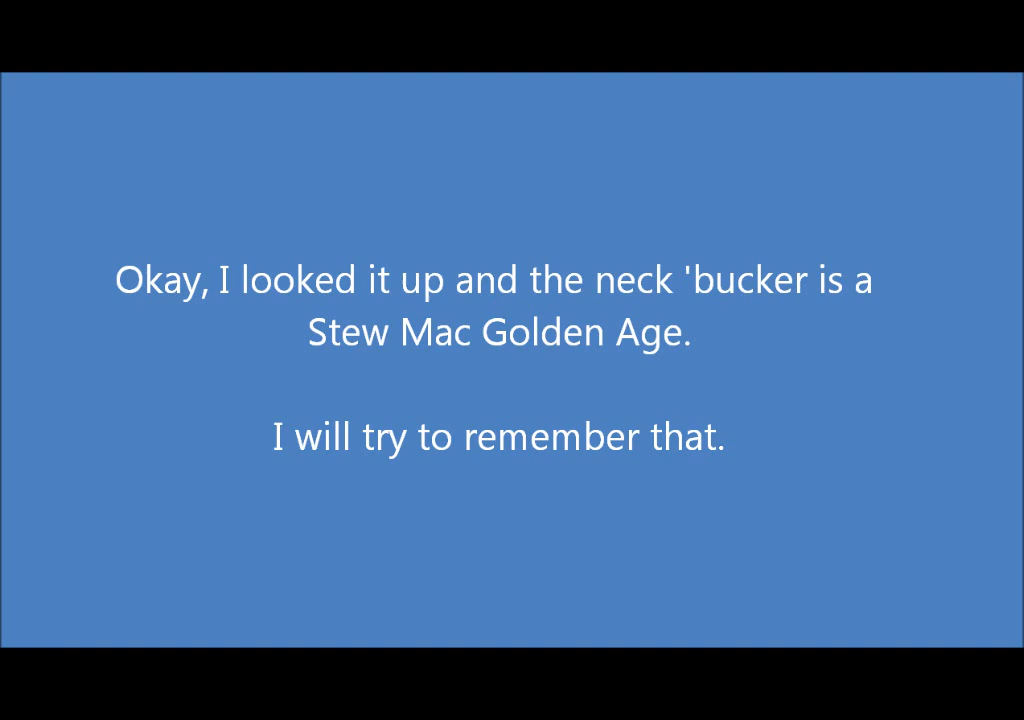 Okay, I looked it up and the neck 'bucker is a
Stew Mac Golden Age.
I will try to remember that.